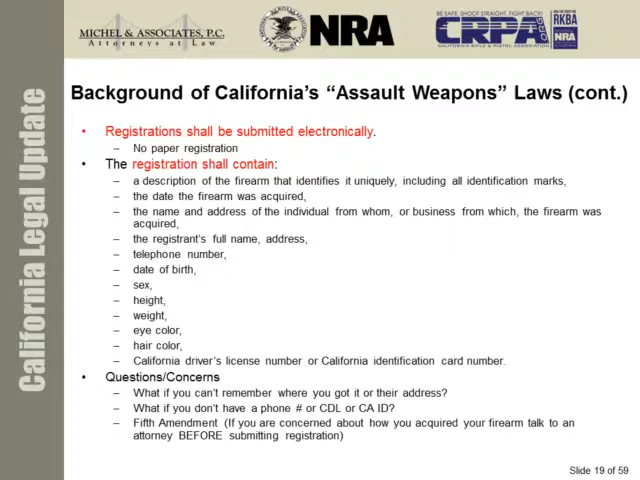 MICHEL & ASSOCIATES, P.C.
Attorneys at Law
NRA
BE SAFE, SHOOT STRAIGHT, FIGHT BACK!
CRPA.ORG
CALIFORNIA RIFLE & PISTOL ASSOCIATION
RKBA
NRA
California Legal Update
Background of California’s “Assault Weapons” Laws (cont.)
• Registrations shall be submitted electronically.
– No paper registration
• The registration shall contain:
– a description of the firearm that identifies it uniquely, including all identification marks,
– the date the firearm was acquired,
– the name and address of the individual from whom, or business from which, the firearm was
acquired,
– the registrant’s full name, address,
– telephone number,
– date of birth,
– sex,
– height,
– weight,
– eye color,
– hair color,
– California driver’s license number or California identification card number.
• Questions/Concerns
– What if you can’t remember where you got it or their address?
– What if you don’t have a phone # or CDL or CA ID?
– Fifth Amendment (If you are concerned about how you acquired your firearm talk to an
attorney BEFORE submitting registration)
Slide 19 of 59